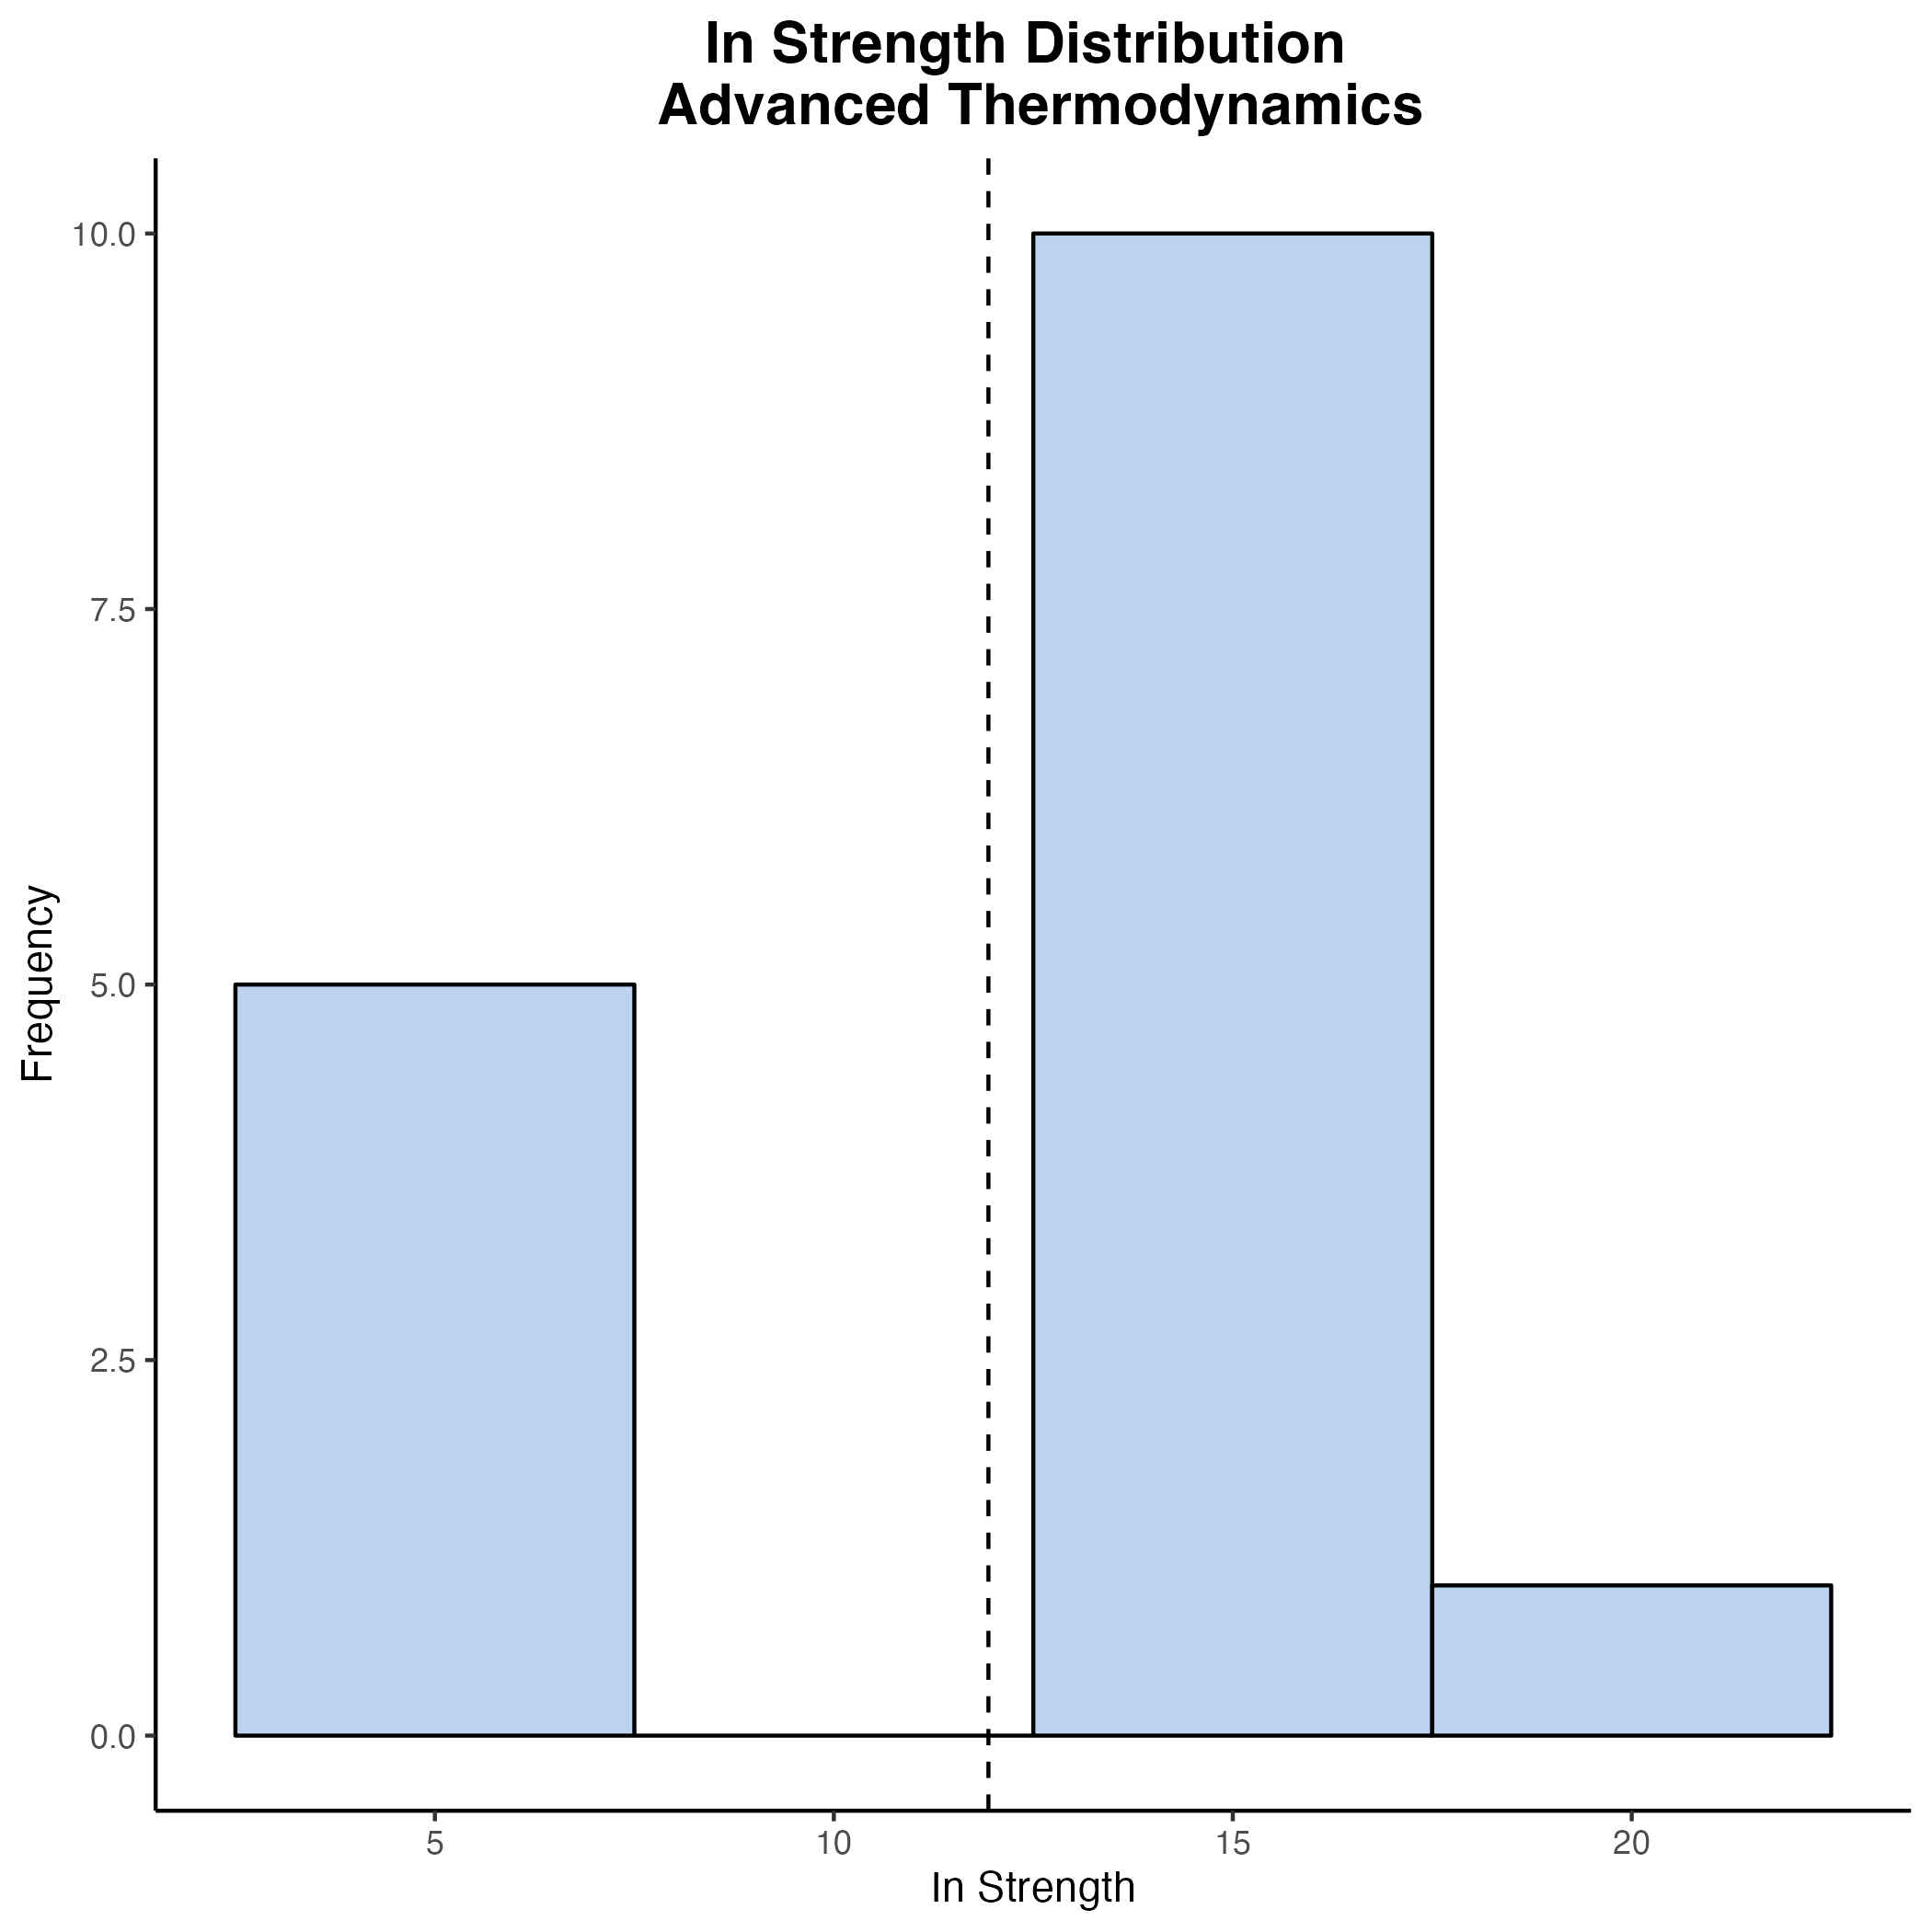 In Strength Distribution
Advanced Thermodynamics
10.0
7.5
5.0
2.5
0.0
Frequency
5
10
15
20
In Strength